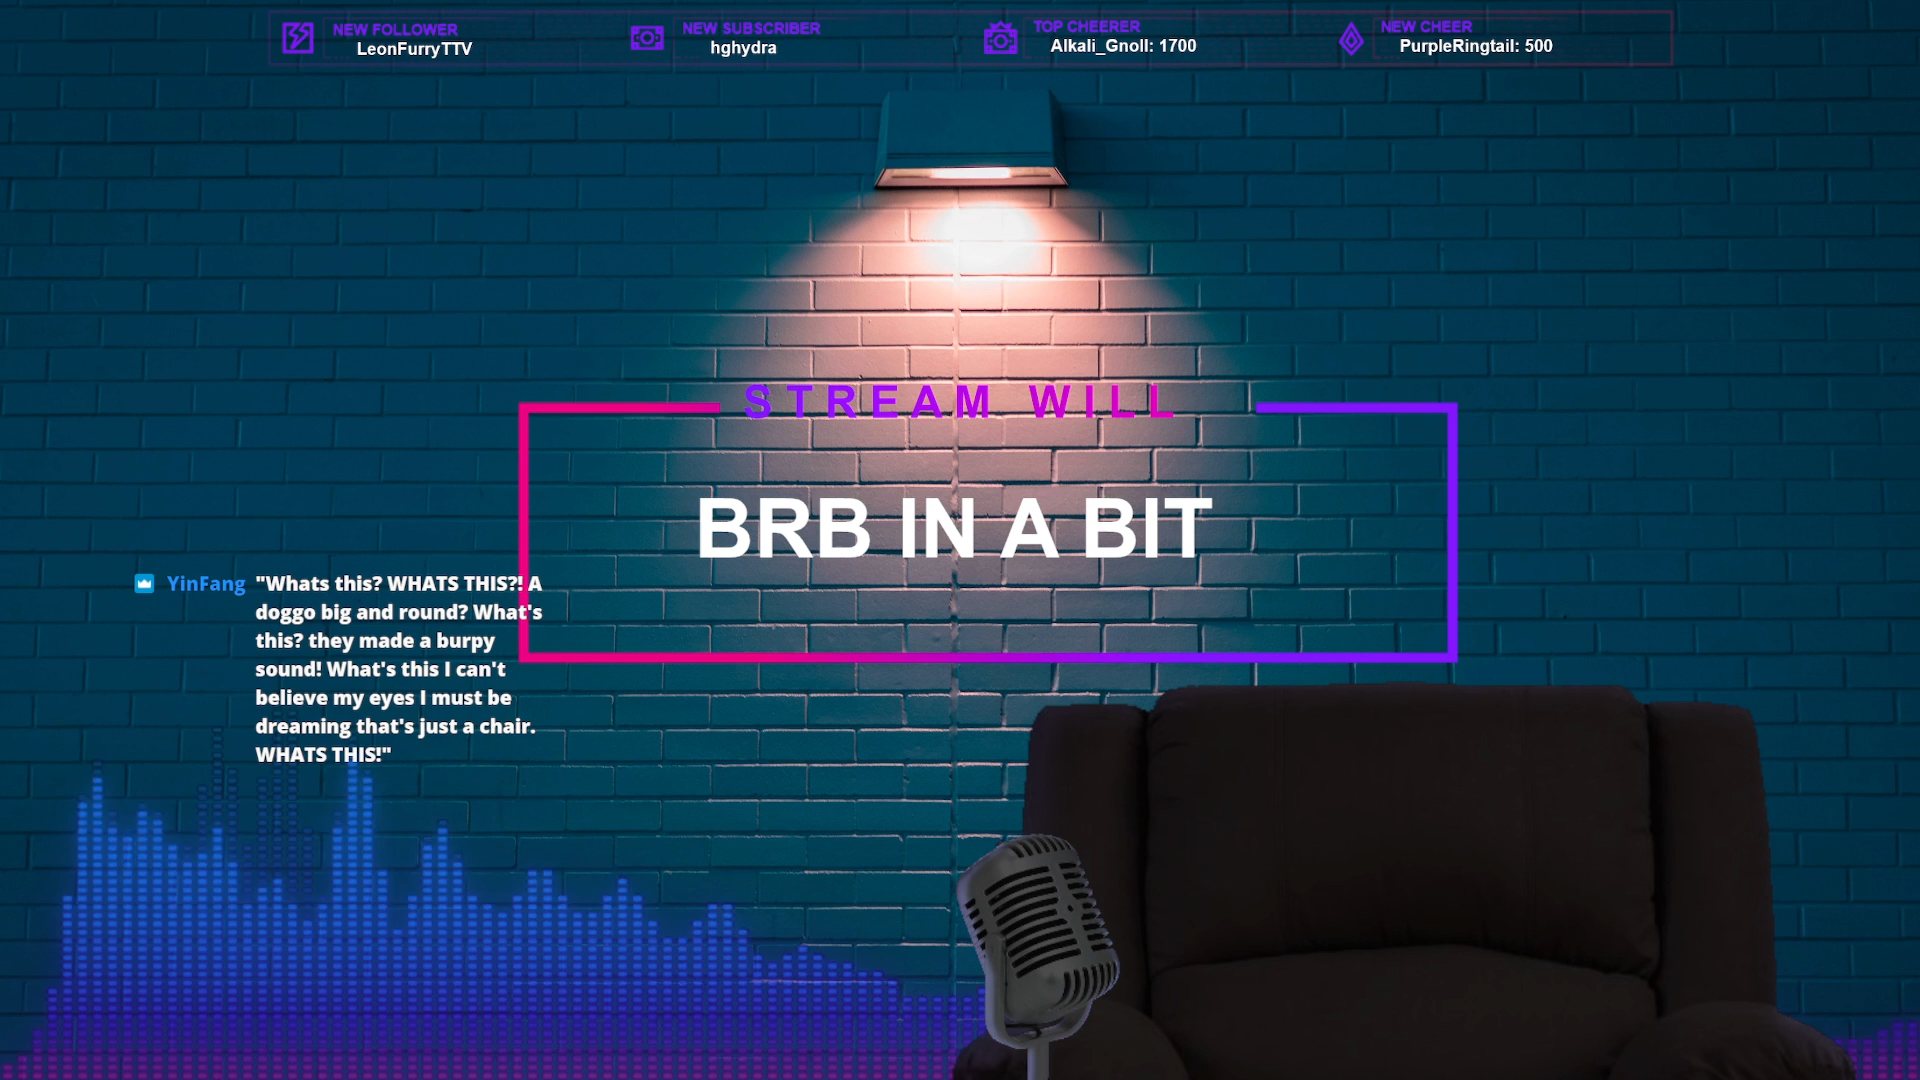 NEW FOLLOWER
LeonFurryTTV
NEW SUBSCRIBER
hghydra
TOP CHEERER
Alkali_Gnoll: 1700
NEW CHEER
PurpleRingtail: 500
STREAM WILL
BRB IN A BIT
YinFang "Whats this? WHATS THIS?! A
doggo big and round? What's
this? they made a burpy
sound! What's this I can't
believe my eyes I must be
dreaming that's just a chair.
WHATS THIS!"